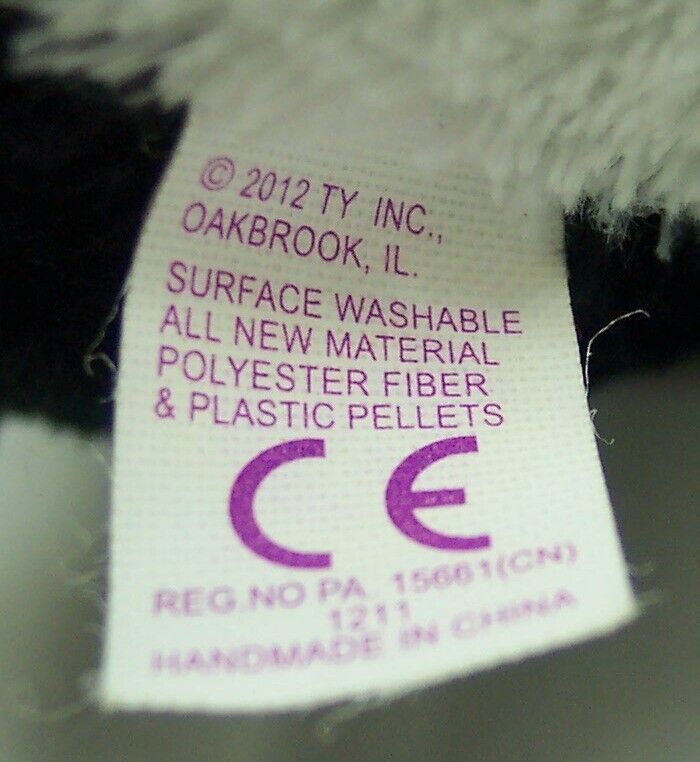 © 2012 TY INC.,
OAKBROOK, IL.
SURFACE WASHABLE
ALL NEW MATERIAL
POLYESTER FIBER
& PLASTIC PELLETS
CE
REG.NO PA. 15661(CN)
1211
HANDMADE IN CHINA